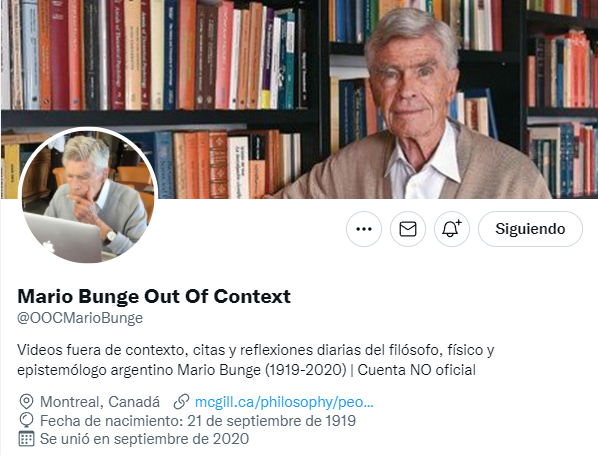 Siguiendo
Mario Bunge Out Of Context
@OOCMarioBunge
Videos fuera de contexto, citas y reflexiones diarias del filósofo, físico y
epistemólogo argentino Mario Bunge (1919-2020) | Cuenta NO oficial
Montreal, Canadá mcgill.ca/philosophy/peo...
Fecha de nacimiento: 21 de septiembre de 1919
Se unió en septiembre de 2020